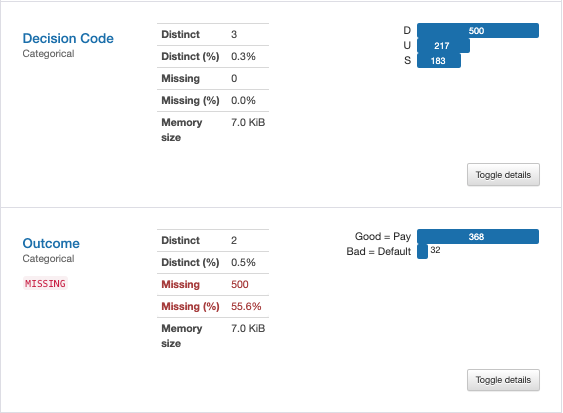 Decision Code
Categorical
Distinct 3
Distinct (%) 0.3%
Missing 0
Missing (%) 0.0%
Memory size 7.0 KiB
D 500
U 217
S 183
Toggle details
Outcome
Categorical
MISSING
Distinct 2
Distinct (%) 0.5%
Missing 500
Missing (%) 55.6%
Memory size 7.0 KiB
Good = Pay 368
Bad = Default 32
Toggle details